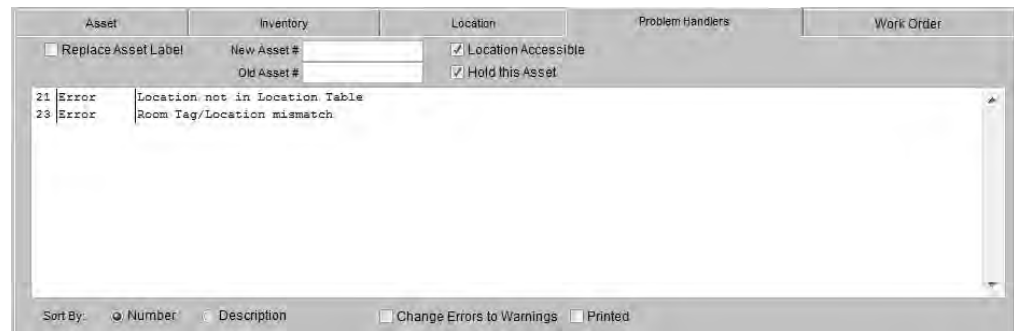 Asset Inventory Location Problem Handlers Work Order
Replace Asset Label New Asset # Location Accessible
Old Asset # Hold this Asset
21 Error Location not in Location Table
23 Error Room Tag/Location mismatch
Sort By: Number Description Change Errors to Warnings Printed